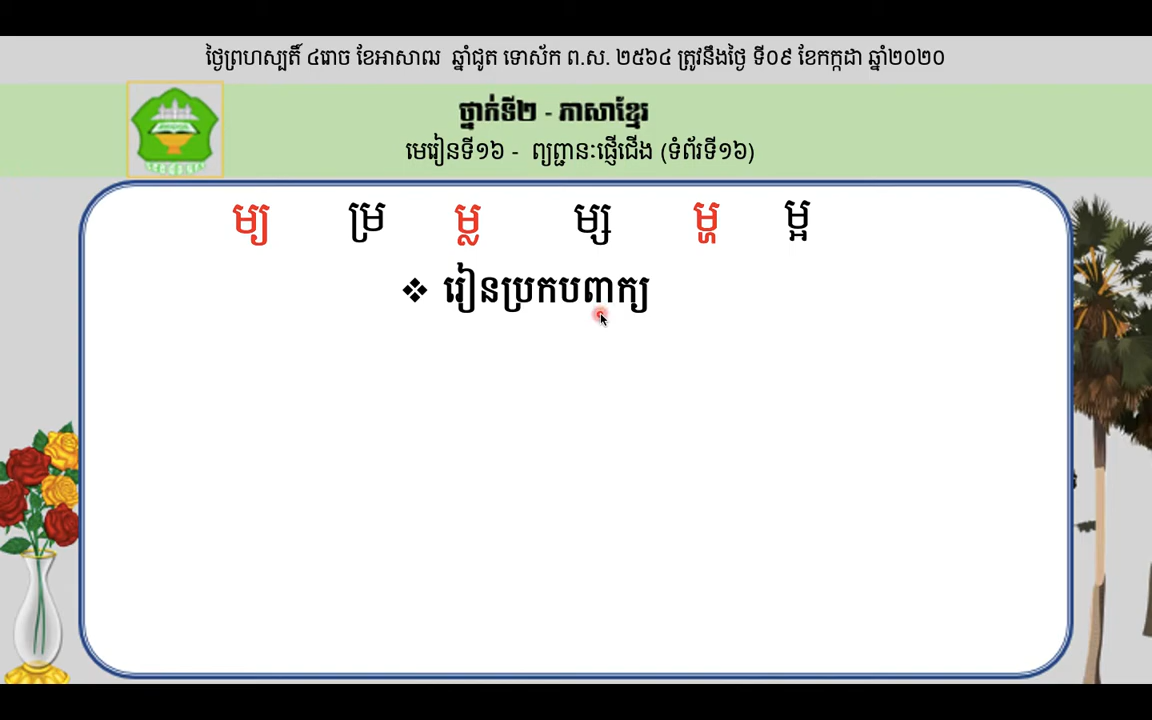 ថ្ងៃព្រហស្បតិ៍ ៤រោច ខែអាសាឍ ឆ្នាំជូត ទោស័ក ព.ស. ២៥៦៤ ត្រូវនឹងថ្ងៃ ទី០៩ ខែកក្កដា ឆ្នាំ២០២០
ថ្នាក់ទី២ - ភាសាខ្មែរ
មេរៀនទី១៦ - ព្យព្ជានៈផ្ញើជើង (ទំព័រទី១៦)
ម្យ ម្រ ម្ល ម្ស ម្ហ ម្អ
❖ រៀនប្រកបពាក្យ